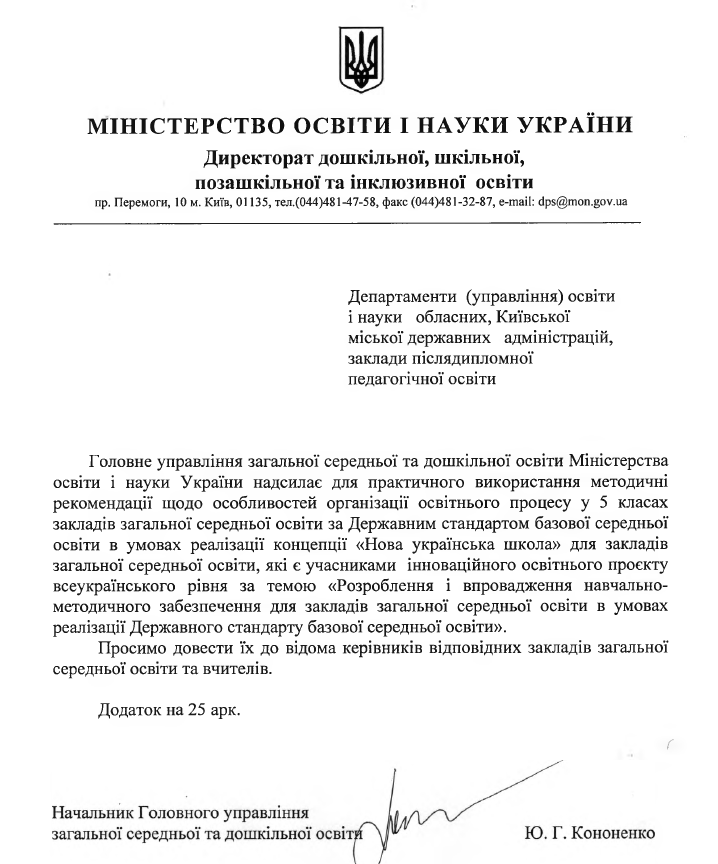 МІНІСТЕРСТВО ОСВІТИ І НАУКИ УКРАЇНИ
Директорат дошкільної, шкільної,
позашкільної та інклюзивної освіти
пр. Перемоги, 10 м. Київ, 01135, тел.(044)481-47-58, факс (044)481-32-87, e-mail: dps@mon.gov.ua
Департаменти (управління) освіти
і науки обласних, Київської
міської державних адміністрацій,
заклади післядипломної
педагогічної освіти
Головне управління загальної середньої та дошкільної освіти Міністерства
освіти і науки України надсилає для практичного використання методичні
рекомендації щодо особливостей організації освітнього процесу у 5 класах
закладів загальної середньої освіти за Державним стандартом базової середньої
освіти в умовах реалізації концепції «Нова українська школа» для закладів
загальної середньої освіти, які є учасниками інноваційного освітнього проєкту
всеукраїнського рівня за темою «Розроблення і впровадження навчально-
методичного забезпечення для закладів загальної середньої освіти в умовах
реалізації Державного стандарту базової середньої освіти».
Просимо довести їх до відома керівників відповідних закладів загальної
середньої освіти та вчителів.
Додаток на 25 арк.
Начальник Головного управління
загальної середньої та дошкільної освіти Ю. Г. Кононенко